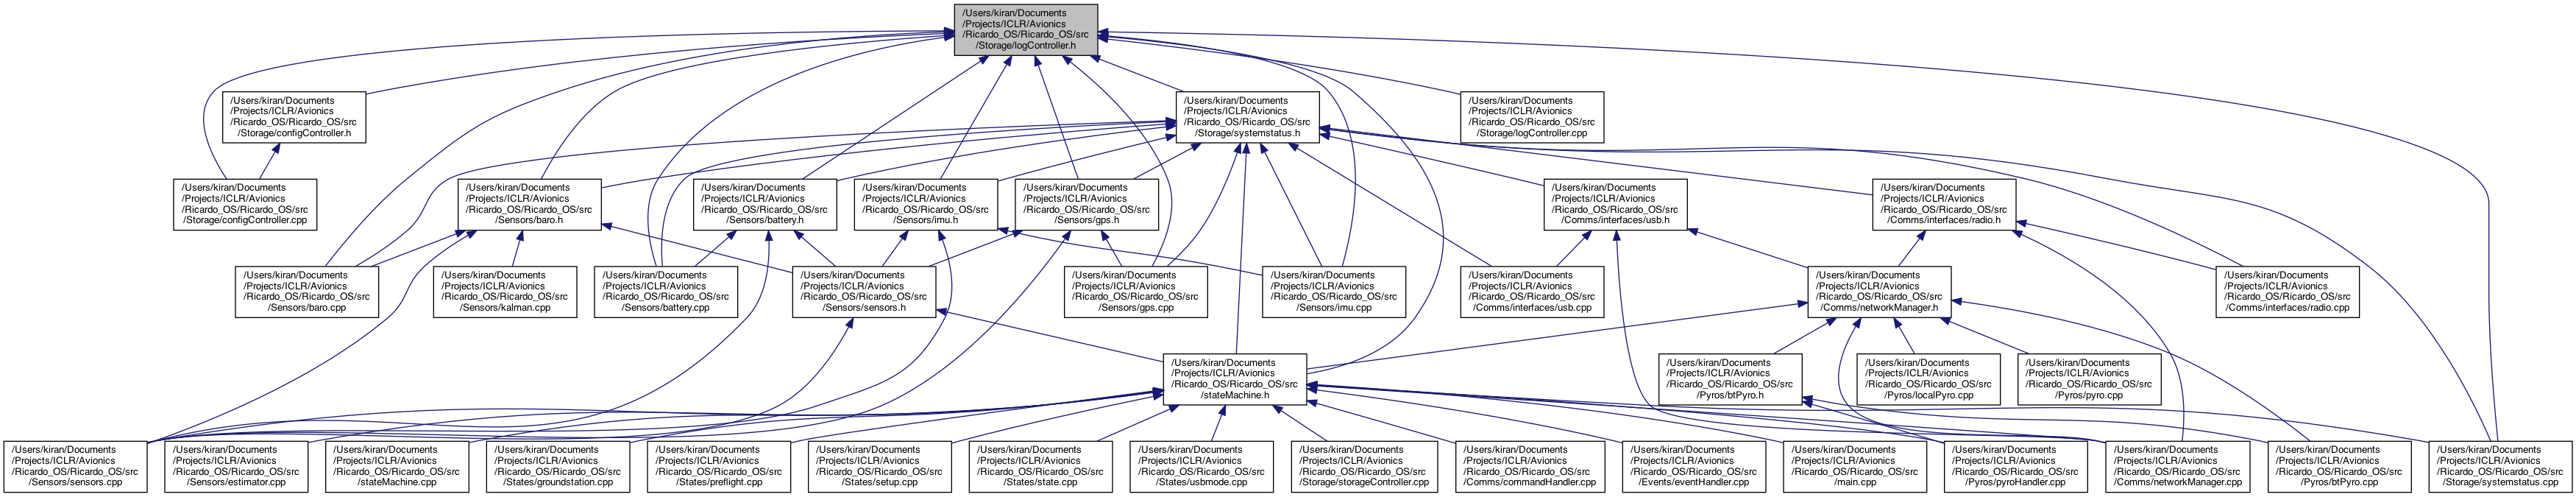 /Users/kiran/Documents
/Projects/ICLR/Avionics
/Ricardo_OS/Ricardo_OS/src
/Storage/logController.h
/Users/kiran/Documents
/Projects/ICLR/Avionics
/Ricardo_OS/Ricardo_OS/src
/Storage/configController.h
/Users/kiran/Documents
/Projects/ICLR/Avionics
/Ricardo_OS/Ricardo_OS/src
/Storage/systemstatus.h
/Users/kiran/Documents
/Projects/ICLR/Avionics
/Ricardo_OS/Ricardo_OS/src
/Storage/logController.cpp
/Users/kiran/Documents
/Projects/ICLR/Avionics
/Ricardo_OS/Ricardo_OS/src
/Storage/configController.cpp
/Users/kiran/Documents
/Projects/ICLR/Avionics
/Ricardo_OS/Ricardo_OS/src
/Sensors/baro.h
/Users/kiran/Documents
/Projects/ICLR/Avionics
/Ricardo_OS/Ricardo_OS/src
/Sensors/battery.h
/Users/kiran/Documents
/Projects/ICLR/Avionics
/Ricardo_OS/Ricardo_OS/src
/Sensors/imu.h
/Users/kiran/Documents
/Projects/ICLR/Avionics
/Ricardo_OS/Ricardo_OS/src
/Sensors/gps.h
/Users/kiran/Documents
/Projects/ICLR/Avionics
/Ricardo_OS/Ricardo_OS/src
/Comms/interfaces/usb.h
/Users/kiran/Documents
/Projects/ICLR/Avionics
/Ricardo_OS/Ricardo_OS/src
/Comms/interfaces/radio.h
/Users/kiran/Documents
/Projects/ICLR/Avionics
/Ricardo_OS/Ricardo_OS/src
/Sensors/baro.cpp
/Users/kiran/Documents
/Projects/ICLR/Avionics
/Ricardo_OS/Ricardo_OS/src
/Sensors/kalman.cpp
/Users/kiran/Documents
/Projects/ICLR/Avionics
/Ricardo_OS/Ricardo_OS/src
/Sensors/battery.cpp
/Users/kiran/Documents
/Projects/ICLR/Avionics
/Ricardo_OS/Ricardo_OS/src
/Sensors/sensors.h
/Users/kiran/Documents
/Projects/ICLR/Avionics
/Ricardo_OS/Ricardo_OS/src
/Sensors/gps.cpp
/Users/kiran/Documents
/Projects/ICLR/Avionics
/Ricardo_OS/Ricardo_OS/src
/Sensors/imu.cpp
/Users/kiran/Documents
/Projects/ICLR/Avionics
/Ricardo_OS/Ricardo_OS/src
/Comms/interfaces/usb.cpp
/Users/kiran/Documents
/Projects/ICLR/Avionics
/Ricardo_OS/Ricardo_OS/src
/Comms/networkManager.h
/Users/kiran/Documents
/Projects/ICLR/Avionics
/Ricardo_OS/Ricardo_OS/src
/Comms/interfaces/radio.cpp
/Users/kiran/Documents
/Projects/ICLR/Avionics
/Ricardo_OS/Ricardo_OS/src
/stateMachine.h
/Users/kiran/Documents
/Projects/ICLR/Avionics
/Ricardo_OS/Ricardo_OS/src
/Pyros/btPyro.h
/Users/kiran/Documents
/Projects/ICLR/Avionics
/Ricardo_OS/Ricardo_OS/src
/Pyros/localPyro.cpp
/Users/kiran/Documents
/Projects/ICLR/Avionics
/Ricardo_OS/Ricardo_OS/src
/Pyros/pyro.cpp
/Users/kiran/Documents
/Projects/ICLR/Avionics
/Ricardo_OS/Ricardo_OS/src
/Sensors/sensors.cpp
/Users/kiran/Documents
/Projects/ICLR/Avionics
/Ricardo_OS/Ricardo_OS/src
/Sensors/estimator.cpp
/Users/kiran/Documents
/Projects/ICLR/Avionics
/Ricardo_OS/Ricardo_OS/src
/stateMachine.cpp
/Users/kiran/Documents
/Projects/ICLR/Avionics
/Ricardo_OS/Ricardo_OS/src
/States/groundstation.cpp
/Users/kiran/Documents
/Projects/ICLR/Avionics
/Ricardo_OS/Ricardo_OS/src
/States/preflight.cpp
/Users/kiran/Documents
/Projects/ICLR/Avionics
/Ricardo_OS/Ricardo_OS/src
/States/setup.cpp
/Users/kiran/Documents
/Projects/ICLR/Avionics
/Ricardo_OS/Ricardo_OS/src
/States/state.cpp
/Users/kiran/Documents
/Projects/ICLR/Avionics
/Ricardo_OS/Ricardo_OS/src
/States/usbmode.cpp
/Users/kiran/Documents
/Projects/ICLR/Avionics
/Ricardo_OS/Ricardo_OS/src
/Storage/storageController.cpp
/Users/kiran/Documents
/Projects/ICLR/Avionics
/Ricardo_OS/Ricardo_OS/src
/Comms/commandHandler.cpp
/Users/kiran/Documents
/Projects/ICLR/Avionics
/Ricardo_OS/Ricardo_OS/src
/Events/eventHandler.cpp
/Users/kiran/Documents
/Projects/ICLR/Avionics
/Ricardo_OS/Ricardo_OS/src
/main.cpp
/Users/kiran/Documents
/Projects/ICLR/Avionics
/Ricardo_OS/Ricardo_OS/src
/Pyros/pyroHandler.cpp
/Users/kiran/Documents
/Projects/ICLR/Avionics
/Ricardo_OS/Ricardo_OS/src
/Comms/networkManager.cpp
/Users/kiran/Documents
/Projects/ICLR/Avionics
/Ricardo_OS/Ricardo_OS/src
/Pyros/btPyro.cpp
/Users/kiran/Documents
/Projects/ICLR/Avionics
/Ricardo_OS/Ricardo_OS/src
/Storage/systemstatus.cpp